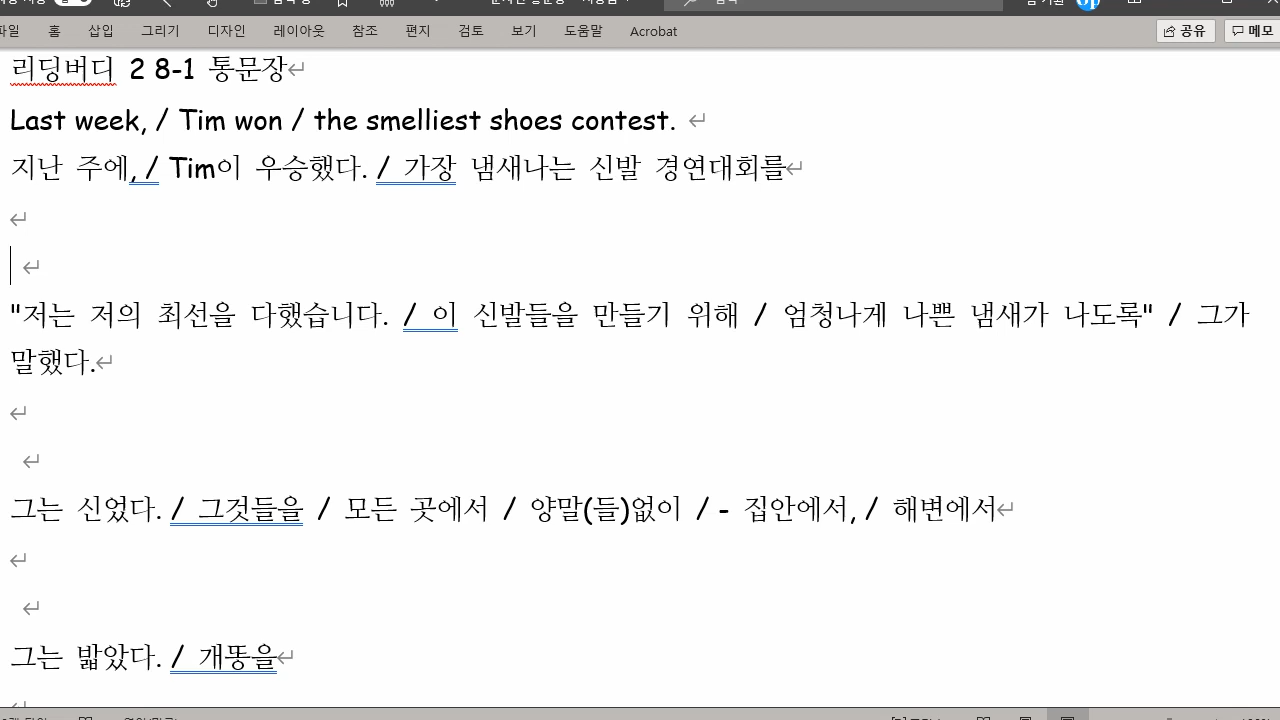 홈 삽입 그리기 디자인 레이아웃 참조 편지 검토 보기 도움말 Acrobat 공유 메모
리딩버디 2 8-1 통문장
Last week, / Tim won / the smelliest shoes contest.
지난 주에, / Tim이 우승했다. / 가장 냄새나는 신발 경연대회를
"저는 저의 최선을 다했습니다. / 이 신발들을 만들기 위해 / 엄청나게 나쁜 냄새가 나도록" / 그가
말했다.
그는 신었다. / 그것들을 / 모든 곳에서 / 양말(들)없이 / - 집안에서, / 해변에서
그는 밟았다. / 개똥을